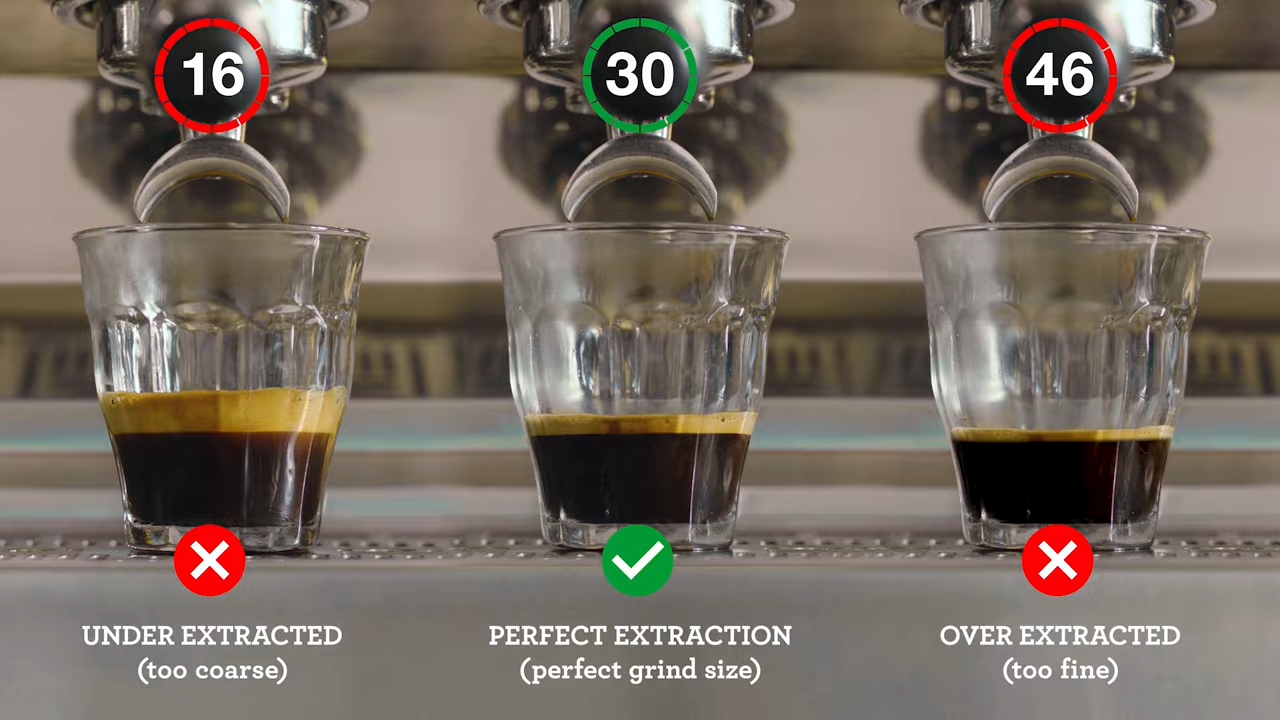 16
30
46
UNDER EXTRACTED
(too coarse)
PERFECT EXTRACTION
(perfect grind size)
OVER EXTRACTED
(too fine)